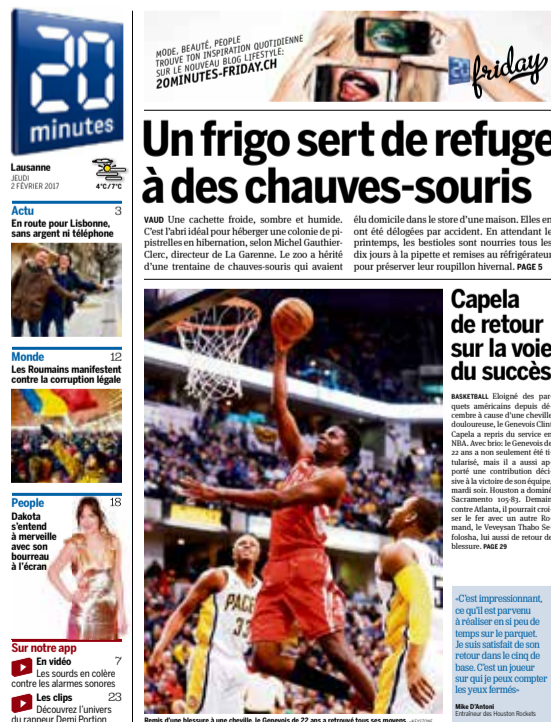 20
minutes
MODE, BEAUTÉ, PEOPLE
TROUVE TON INSPIRATION QUOTIDIENNE
SUR LE NOUVEAU BLOG LIFESTYLE:
20MINUTES-FRIDAY.CH
20 friday
Lausanne
JEUDI
2 FÉVRIER 2017
4°C/7°C
Un frigo sert de refuge
à des chauves-souris
VAUD Une cachette froide, sombre et humide.
C'est l'abri idéal pour héberger une colonie de pi-
pistrelles en hibernation, selon Michel Gauthier-
Clerc, directeur de La Garenne. Le zoo a hérité
d'une trentaine de chauves-souris qui avaient
élu domicile dans le store d'une maison. Elles en
ont été délogées par accident. En attendant le
printemps, les bestioles sont nourries tous les
dix jours à la pipette et remises au réfrigérateur
pour préserver leur roupillon hivernal. PAGE 5
Actu 3
En route pour Lisbonne,
sans argent ni téléphone
Monde 12
Les Roumains manifestent
contre la corruption légale
People 18
Dakota
s'entend
à merveille
avec son
bourreau
à l'écran
Sur notre app
En vidéo 7
Les sourds en colère
contre les alarmes sonores
Les clips 23
Découvrez l'univers
du rappeur Demi Portion
PACE
33
Remis d'une blessure à une cheville, le Genevois de 22 ans a retrouvé tous ses moyens.
Capela
de retour
sur la voie
du succès
BASKETBALL Eloigné des par-
quets américains depuis dé-
cembre à cause d'une cheville
douloureuse, le Genevois Clint
Capela a repris du service en
NBA. Avec brio: le Genevois de
22 ans a non seulement été ti-
tularisé, mais il a aussi ap-
porté une contribution déci-
sive à la victoire de son équipe,
mardi soir. Houston a dominé
Sacramento 105-83. Demain
contre Atlanta, il pourrait croi-
ser le fer avec un autre Ro-
mand, le Veveysan Thabo Se-
folosha, lui aussi de retour de
blessure. PAGE 29
«C'est impressionnant,
ce qu'il est parvenu
à réaliser en si peu de
temps sur le parquet.
Je suis satisfait de son
retour dans le cinq de
base. C'est un joueur
sur qui je peux compter
les yeux fermés»
Mike D'Antoni
Entraîneur des Houston Rockets